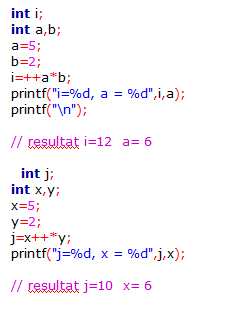 int i;
int a,b;
a=5;
b=2;
i=++a*b;
printf("i=%d, a = %d",i,a);
printf("\n");
// resultat i=12 a= 6
int j;
int x,y;
x=5;
y=2;
j=x++*y;
printf("j=%d, x = %d",j,x);
// resultat j=10 x= 6